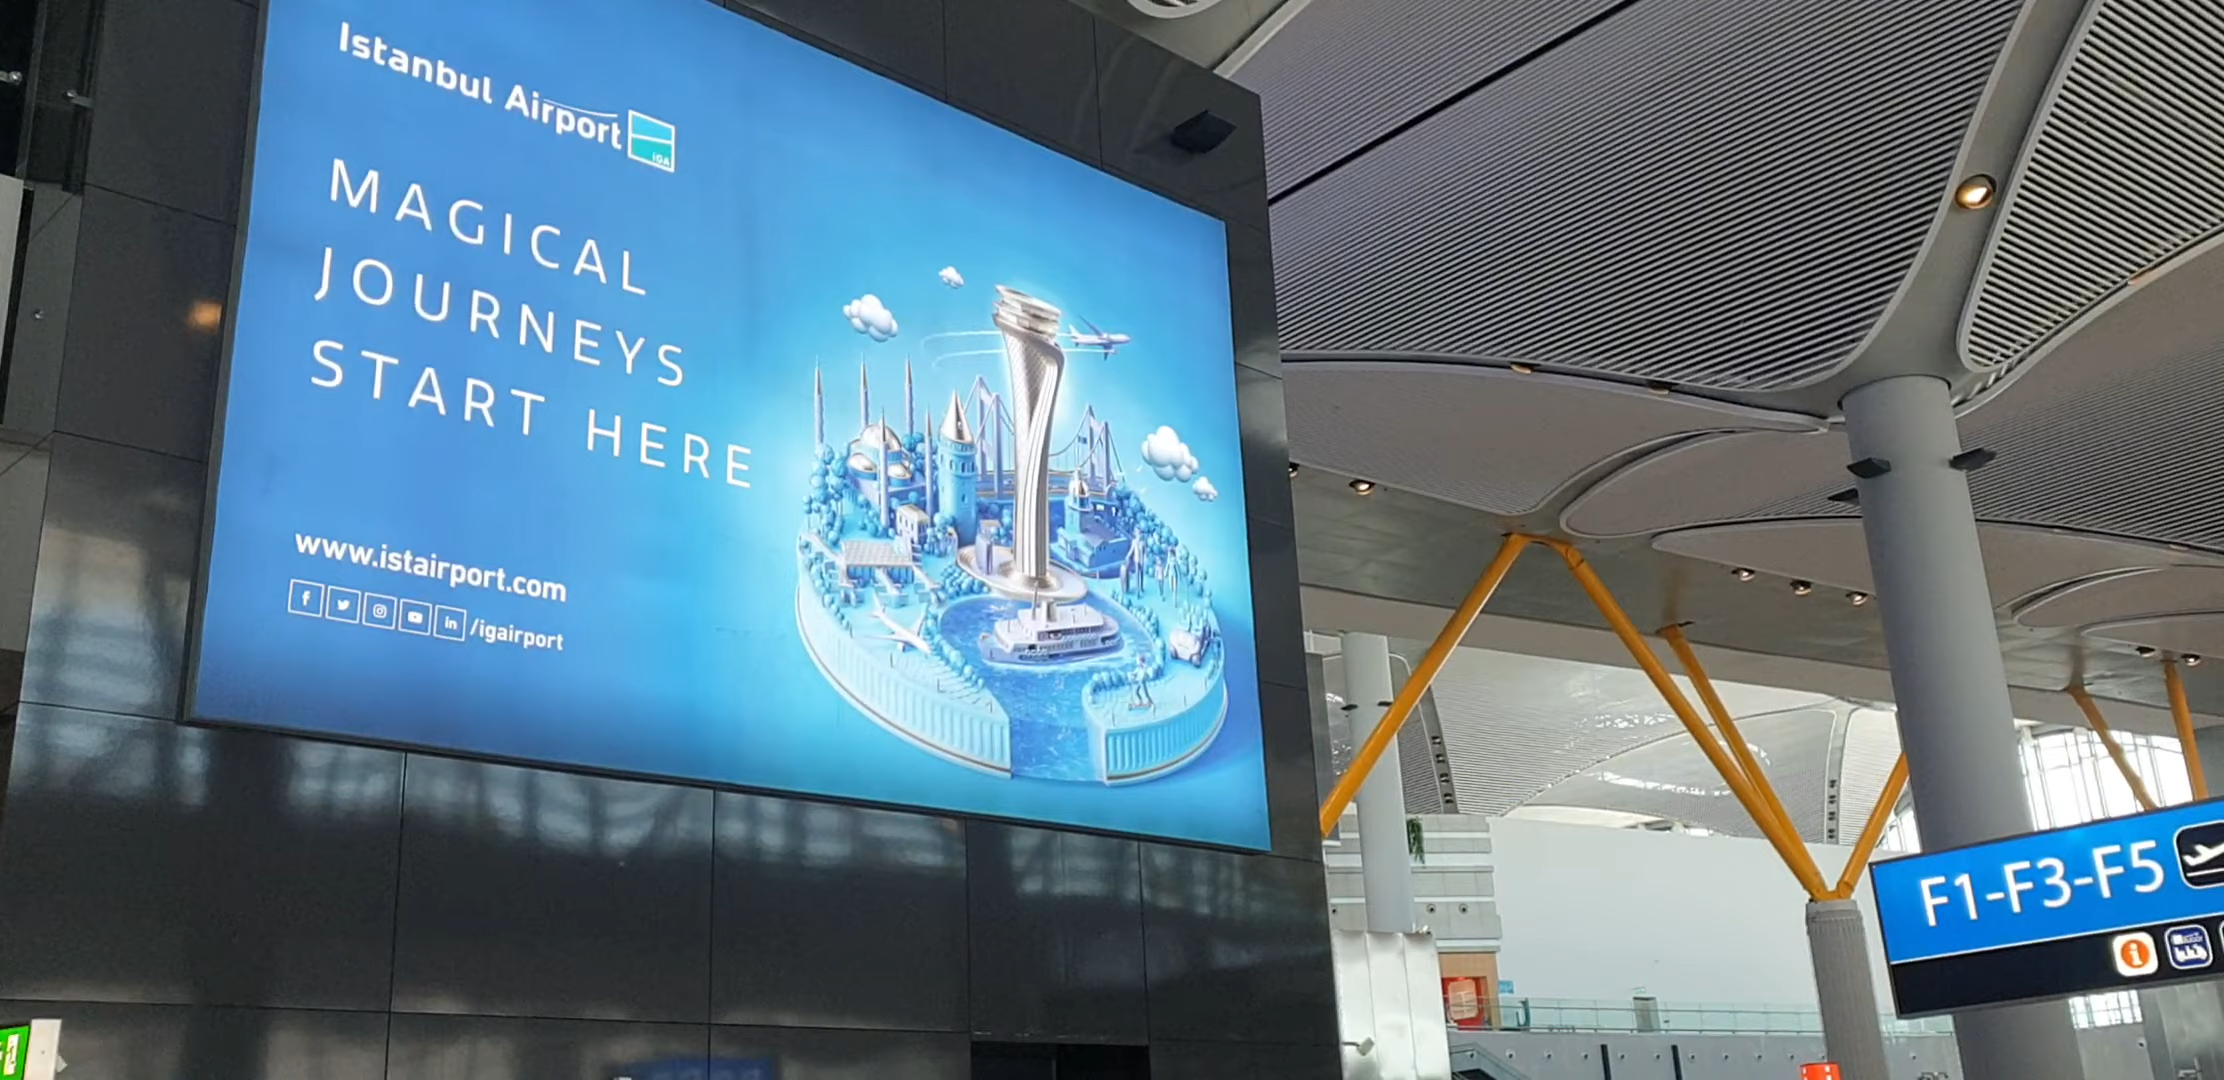 Istanbul Airport
iGA
MAGICAL
JOURNEYS
START HERE
www.istairport.com
/igairport
F1-F3-F5